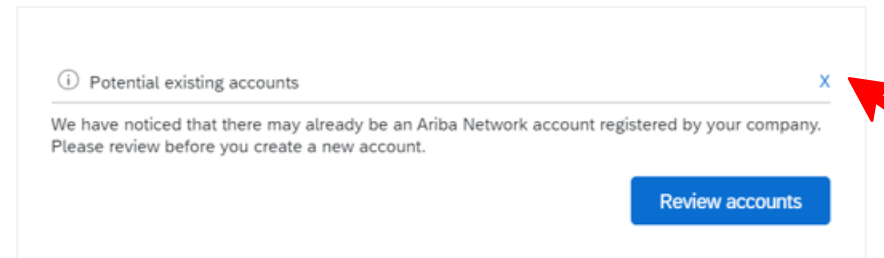 Potential existing accounts X
We have noticed that there may already be an Ariba Network account registered by your company.
Please review before you create a new account.
Review accounts